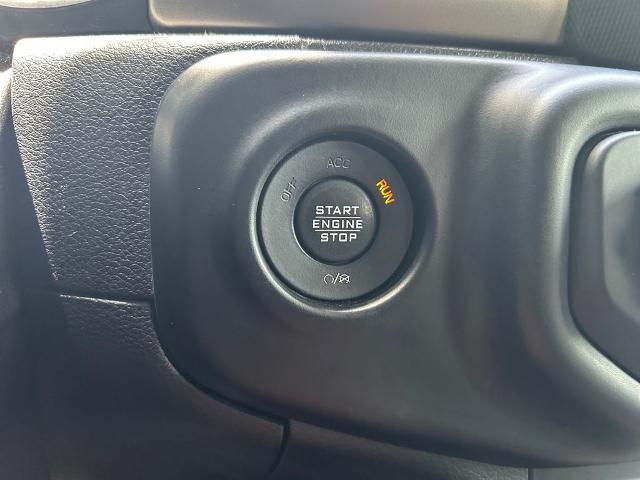 ACC
OFF
RUN
START
ENGINE
STOP